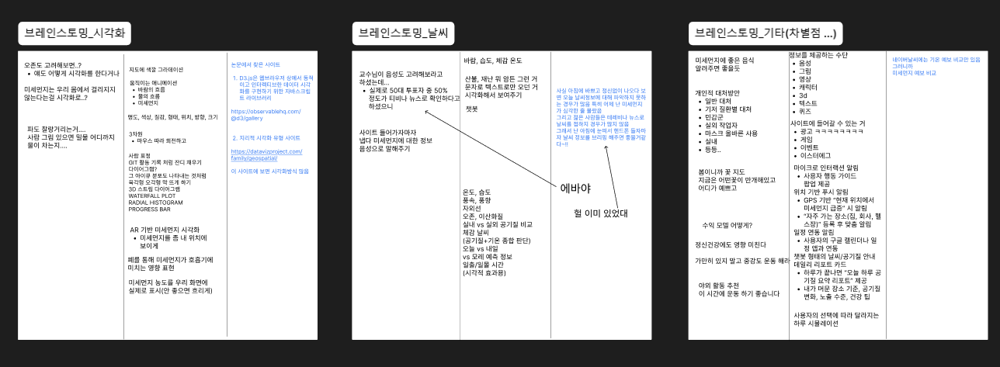 브레인스토밍_시각화
오존도 고려해보면..?
• 얘도 어떻게 시각화를 한다거나
미세먼지는 우리 몸에서 걸리지지
않는다는걸 시각화로..?
파도 찰랑거리는거....
사람 그림 있으면 밀물 어디까지
물이 차는지....
지도에 색깔 그라데이션
움직이는 애니메이션
• 바람의 흐름
• 물의 흐름
• 미세먼지
명도, 색상, 질감, 형태, 위치, 방향, 크기
3차원
• 마우스 따라 회전하고
사람 표정
GIT 활동 기록 처럼 잔디 채우기
다이어그램?
그 아이큐 분포도 나타내는 것처럼
육각형 오각형 막 뜨게 하기
3D 스트림 다이어그램
WATERFALL PLOT
RADIAL HISTOGRAM
PROGRESS BAR
AR 기반 미세먼지 시각화
• 미세먼지를 좀 내 위치에
보이게
폐를 통해 미세먼지가 호흡기에
미치는 영향 표현
미세먼지 농도를 우리 화면에
실제로 표시(안 좋으면 흐리게)
논문에서 찾은 사이트
1. D3.js은 웹브라우저 상에서 동적
이고 인터랙티브한 데이터 시각
화를 구현하기 위한 자바스크립
트 라이브러리
https://observablehq.com/
@d3/gallery
2. 지리적 시각화 유형 사이트
https://datavizproject.com/
family/geospatial/
이 사이트에 보면 시각화방식 많음
브레인스토밍_날씨
교수님이 음성도 고려해보라고
하셨는데...
• 실제로 50대 투표자 중 50%
정도가 티비나 뉴스로 확인하다고
하셨으니
사이트 들어가자마자
냅다 미세먼지에 대한 정보
음성으로 말해주기
바람, 습도, 체감 온도
산불, 재난 뭐 암튼 그런 거
문자로 텍스트로만 오던 거
시각화해서 보여주기
챗봇
온도, 습도
풍속, 풍향
자외선
오존, 이산화질
실내 vs 실외 공기질 비교
체감 날씨
(공기질+기온 종합 판단)
오늘 vs 내일
vs 모레 예측 정보
일출/일몰 시간
(시각적 효과용)
사실 아침에 바쁘고 정신없이 나오다 보
면 오늘 날씨정보에 대해 파악하지 못하
는 경우가 많음 특히 어제 난 미세먼지
가 심각한 줄 몰랐음
그리고 젊은 사람들은 테레비나 뉴스로
날씨를 접하지 경우가 많지 않음
그래서 난 아침에 눈떠서 핸드폰 들자마
자 날씨 정보를 브리핑 해주면 좋을거같
다~!!
에바야
헐 이미 있었대
브레인스토밍_기타(차별점 ...)
미세먼지에 좋은 음식
알려주면 좋을듯
개인적 대처방안
• 일반 대처
• 기저 질환별 대처
• 민감군
• 실외 작업자
• 마스크 올바른 사용
• 실내
• 등등..
봄이니까 꽃 지도
지금은 어떤꽃이 만개해있고
어디가 예쁘고
수익 모델 어떻게?
정신건강에도 영향 미친다
가만히 있지 말고 중강도 운동 해라
야외 활동 추천
이 시간에 운동 하기 좋습니다
정보를 제공하는 수단
• 음성
• 그림
• 영상
• 캐릭터
• 3d
• 텍스트
• 퀴즈
사이트에 들어갈 수 있는 거
• 광고 ㅋㅋㅋㅋㅋㅋㅋㅋ
• 게임
• 이벤트
• 이스터에그
마이크로 인터랙션 알림
• 사용자 행동 가이드
팝업 제공
위치 기반 푸시 알림
• GPS 기반 “현재 위치에서
미세먼지 급증” 시 알림
• “자주 가는 장소(집, 회사, 헬
스장)” 등록 후 맞춤 알림
일정 연동 알림
• 사용자의 구글 캘린더나 일
정 앱과 연동
챗봇 형태의 날씨/공기질 안내
데일리 리포트 카드
• 하루가 끝나면 “오늘 하루 공
기질 요약 리포트” 제공
• 내가 머문 장소 기준, 공기질
변화, 노출 수준, 건강 팁
사용자의 선택에 따라 달라지는
하루 시뮬레이션
네이버날씨에는 기온 예보 비교만 있음
그러니까
미세먼지 예보 비교